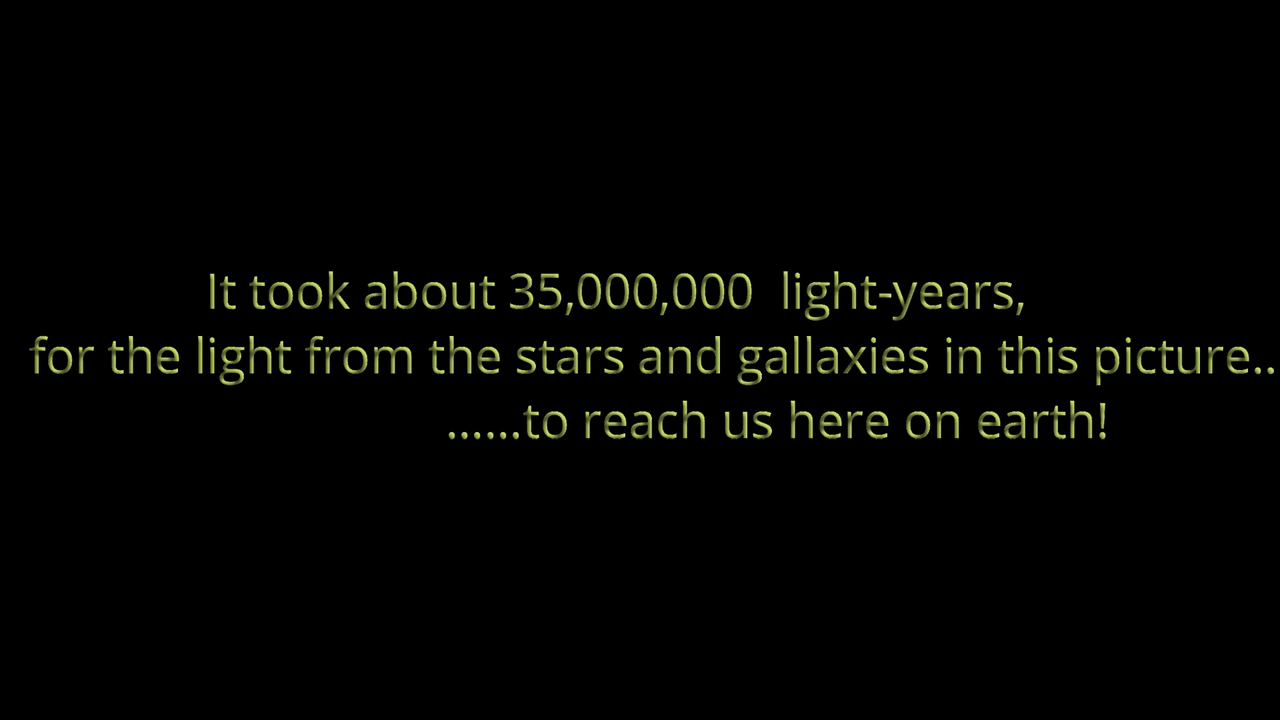 It took about 35,000,000  light-years,
for the light from the stars and gallaxies in this picture..
......to reach us here on earth!